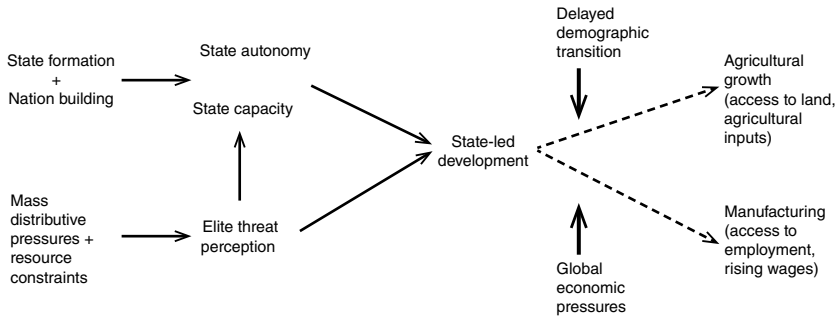 State formation
+
Nation building
State autonomy
State capacity
Mass
distributive
pressures +
resource
constraints
Elite threat
perception
State-led
development
Delayed
demographic
transition
Global
economic
pressures
Agricultural
growth
(access to land,
agricultural
inputs)
Manufacturing
(access to
employment,
rising wages)